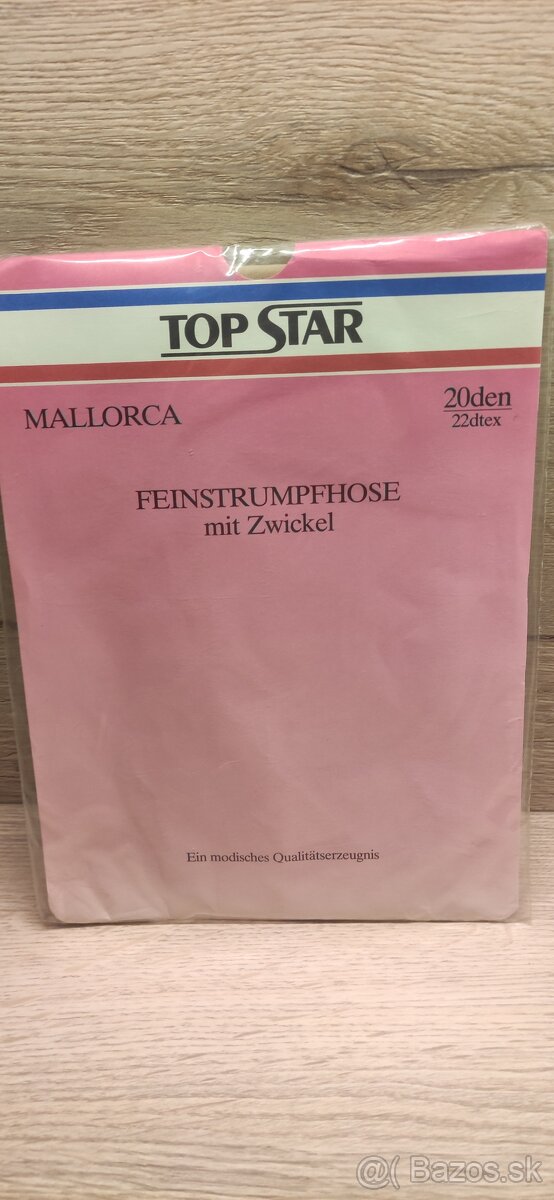 TOP STAR
MALLORCA
20den
22dtex
FEINSTRUMPFHOSE
mit Zwickel
Ein modisches Qualitätserzeugnis
@( Bazos.sk